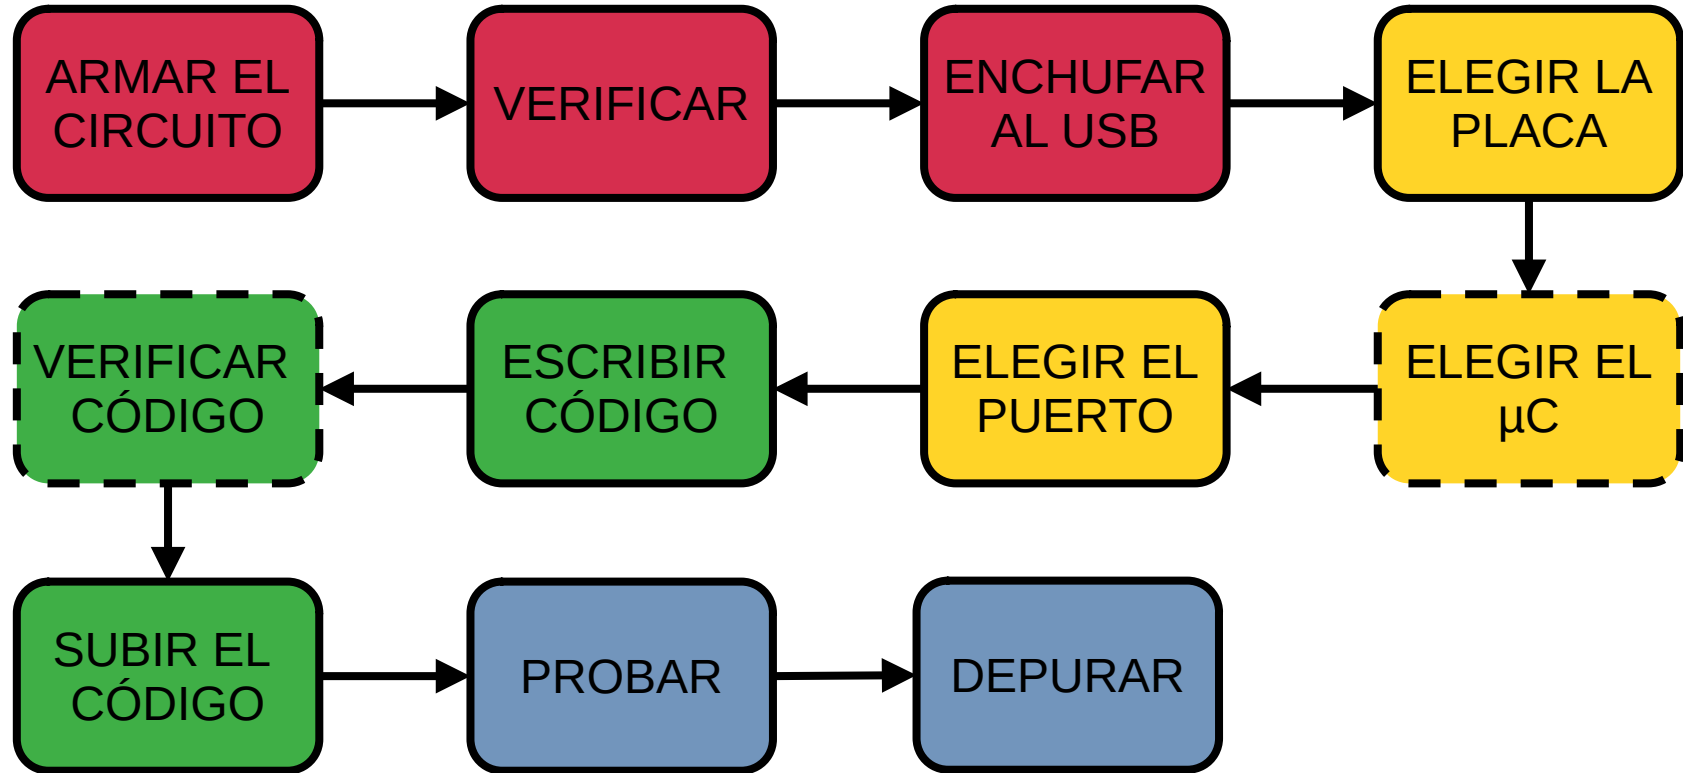 ARMAR EL
CIRCUITO
VERIFICAR
ENCHUFAR
AL USB
ELEGIR LA
PLACA
ELEGIR EL
µC
ELEGIR EL
PUERTO
ESCRIBIR
CÓDIGO
VERIFICAR
CÓDIGO
SUBIR EL
CÓDIGO
PROBAR
DEPURAR